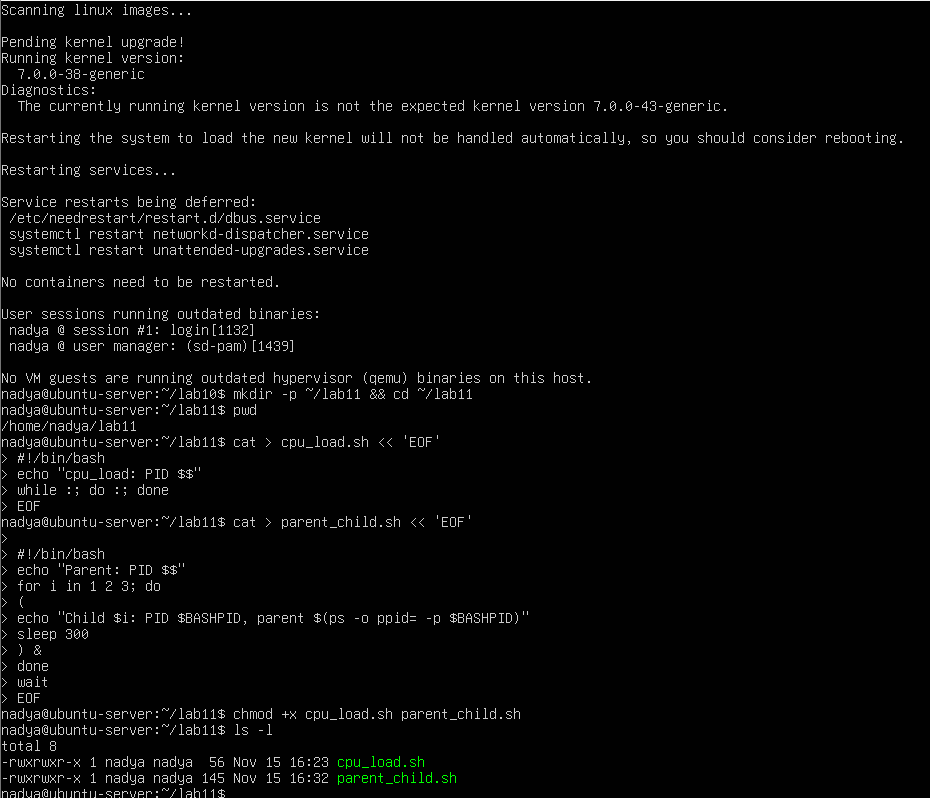 Scanning linux images...
Pending kernel upgrade!
Running kernel version:
  7.0.0-38-generic
Diagnostics:
  The currently running kernel version is not the expected kernel version 7.0.0-43-generic.
Restarting the system to load the new kernel will not be handled automatically, so you should consider rebooting.
Restarting services...
Service restarts being deferred:
 /etc/needrestart/restart.d/dbus.service
 systemctl restart networkd-dispatcher.service
 systemctl restart unattended-upgrades.service
No containers need to be restarted.
User sessions running outdated binaries:
 nadya @ session #1: login[1132]
 nadya @ user manager: (sd-pam)[1439]
No VM guests are running outdated hypervisor (qemu) binaries on this host.
nadya@ubuntu-server:~/lab10$ mkdir -p ~/lab11 && cd ~/lab11
nadya@ubuntu-server:~/lab11$ pwd
/home/nadya/lab11
nadya@ubuntu-server:~/lab11$ cat > cpu_load.sh << 'EOF'
> #!/bin/bash
> echo "cpu_load: PID $$"
> while :; do :; done
> EOF
nadya@ubuntu-server:~/lab11$ cat > parent_child.sh << 'EOF'
>
> #!/bin/bash
> echo "Parent: PID $$"
> for i in 1 2 3; do
> (
> echo "Child $i: PID $BASHPID, parent $(ps -o ppid= -p $BASHPID)"
> sleep 300
> ) &
> done
> wait
> EOF
nadya@ubuntu-server:~/lab11$ chmod +x cpu_load.sh parent_child.sh
nadya@ubuntu-server:~/lab11$ ls -l
total 8
-rwxrwxr-x 1 nadya nadya  56 Nov 15 16:23 cpu_load.sh
-rwxrwxr-x 1 nadya nadya 145 Nov 15 16:32 parent_child.sh
nadya@ubuntu-server:~/lab11$